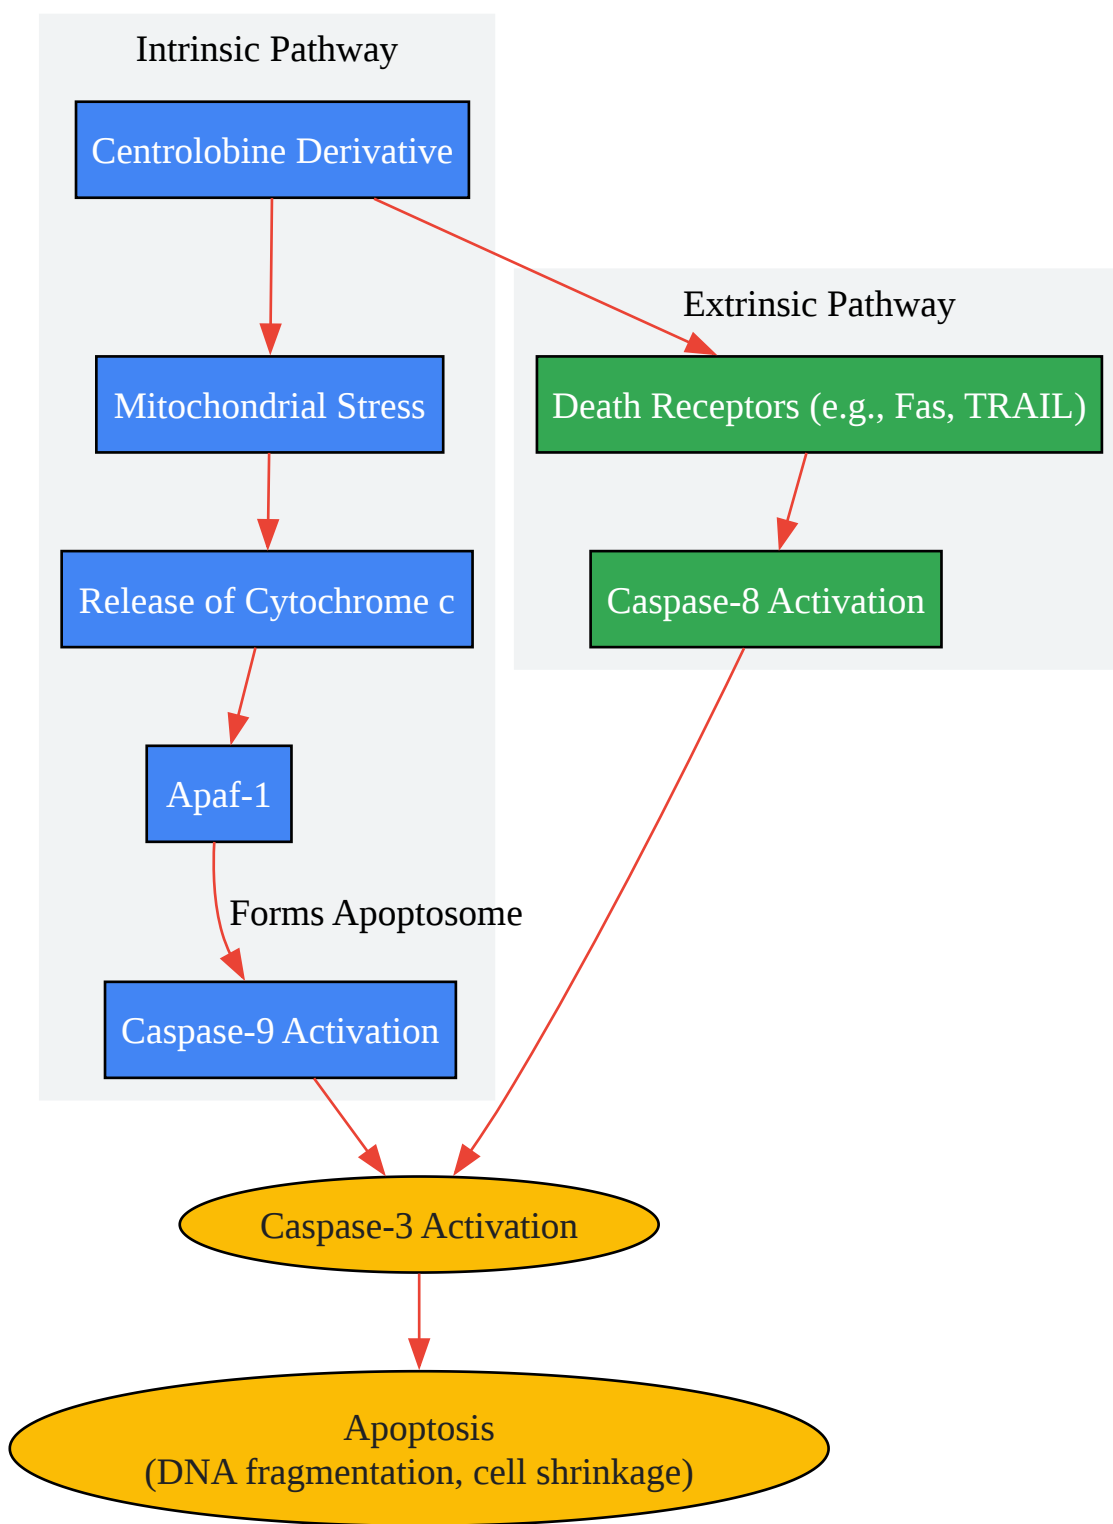 Intrinsic Pathway
Centrolobine Derivative
Extrinsic Pathway
Mitochondrial Stress
Death Receptors (e.g., Fas, TRAIL)
Release of Cytochrome c
Caspase-8 Activation
Apaf-1
Forms Apoptosome
Caspase-9 Activation
Caspase-3 Activation
Apoptosis
(DNA fragmentation, cell shrinkage)